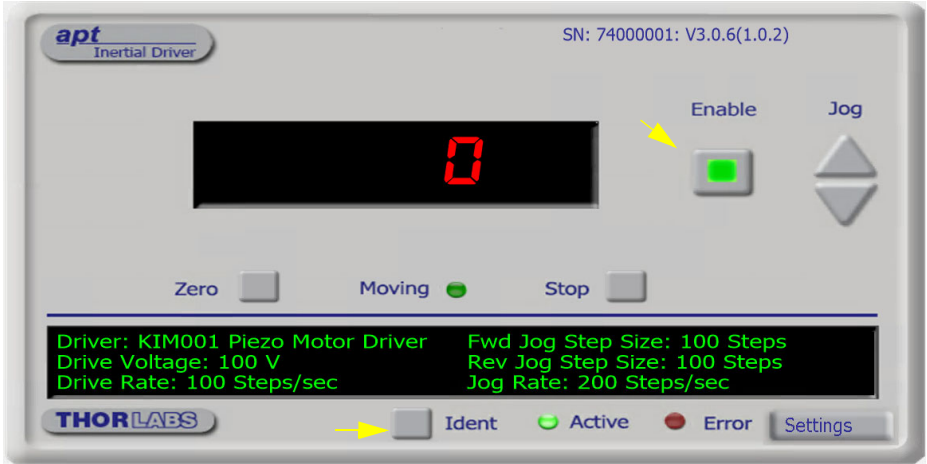 apt
Inertial Driver
SN: 74000001: V3.0.6(1.0.2)
Enable
Jog
0
Zero
Moving
Stop
Driver: KIM001 Piezo Motor Driver
Fwd Jog Step Size: 100 Steps
Drive Voltage: 100 V
Rev Jog Step Size: 100 Steps
Drive Rate: 100 Steps/sec
Jog Rate: 200 Steps/sec
THORLABS
Ident
Active
Error
Settings